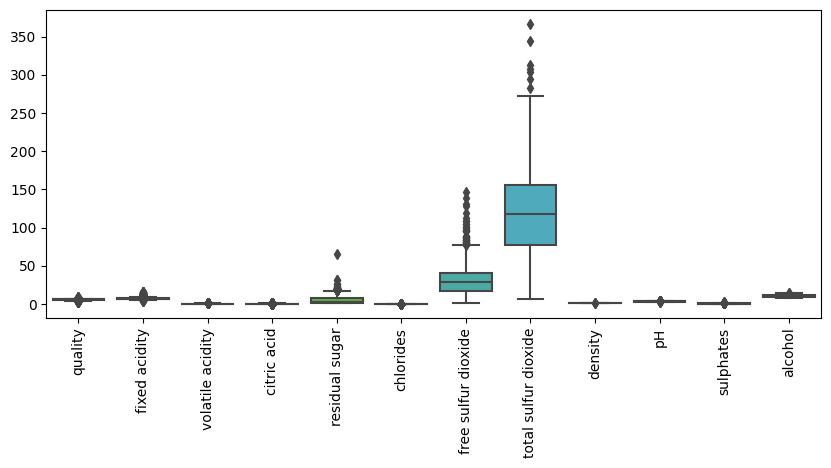 350
300
250
200
150
100
50
0
quality
fixed acidity
volatile acidity
citric acid
residual sugar
chlorides
free sulfur dioxide
total sulfur dioxide
density
pH
sulphates
alcohol